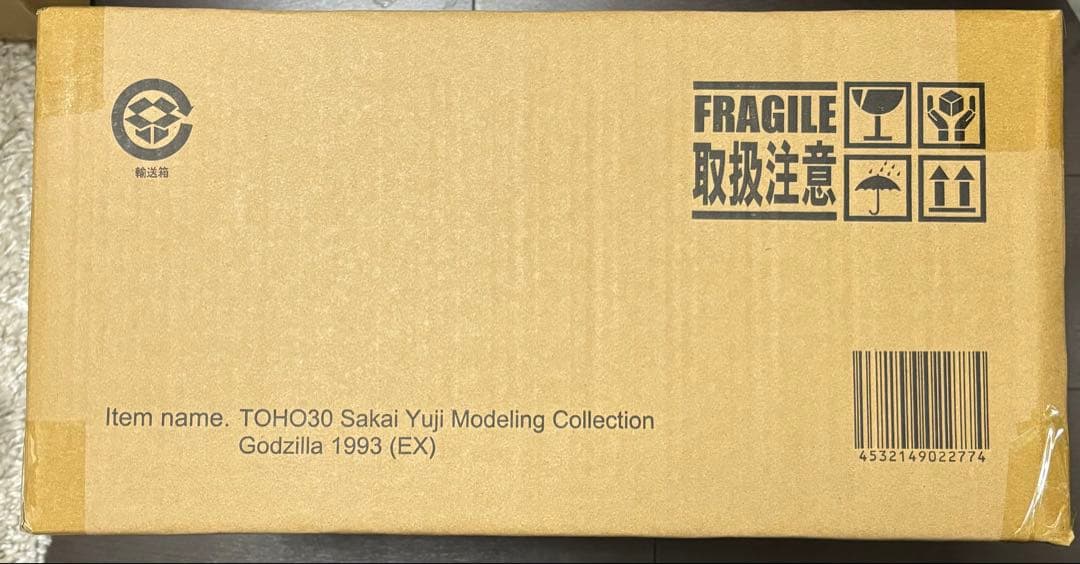 輸送箱
FRAGILE
取扱注意
Item name. TOHO30 Sakai Yuji Modeling Collection
Godzilla 1993 (EX)
4532149022774